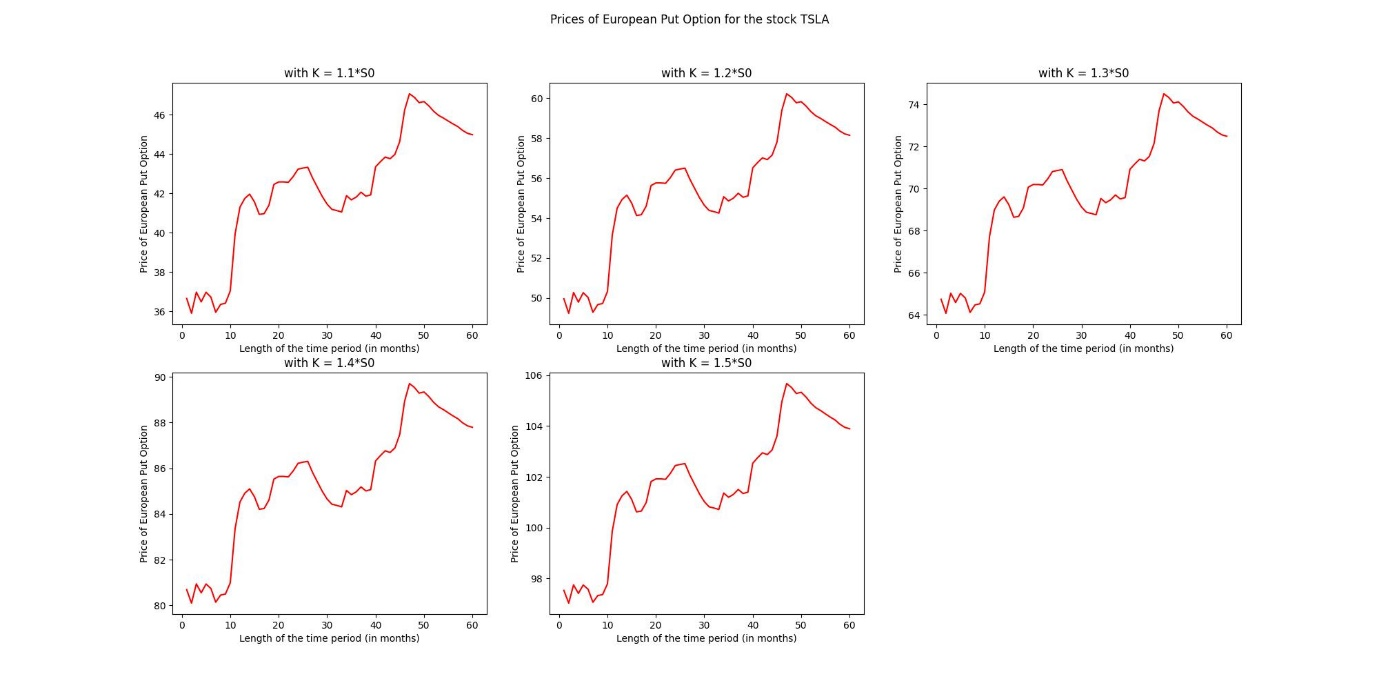 Prices of European Put Option for the stock TSLA
with K = 1.1*S0
Price of European Put Option
46
44
42
40
38
36
0 10 20 30 40 50 60
Length of the time period (in months)
with K = 1.2*S0
Price of European Put Option
60
58
56
54
52
50
0 10 20 30 40 50 60
Length of the time period (in months)
with K = 1.3*S0
Price of European Put Option
74
72
70
68
66
64
0 10 20 30 40 50 60
Length of the time period (in months)
with K = 1.4*S0
Price of European Put Option
90
88
86
84
82
80
0 10 20 30 40 50 60
Length of the time period (in months)
with K = 1.5*S0
Price of European Put Option
106
104
102
100
98
0 10 20 30 40 50 60
Length of the time period (in months)